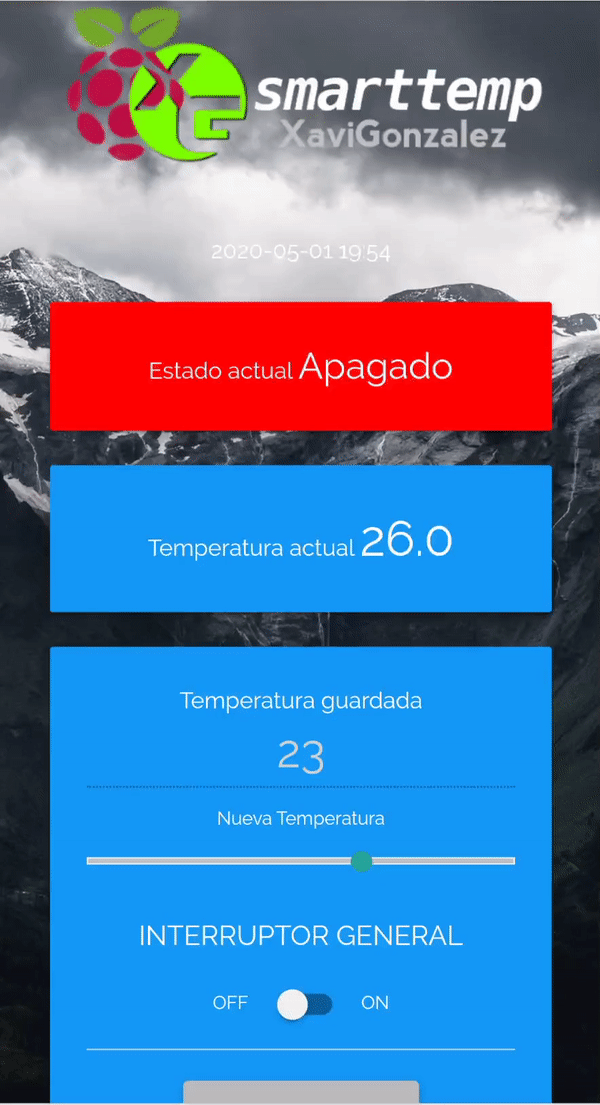 XG
smarttemp
XaviGonzalez
2020-05-01 19:54
Estado actual Apagado
Temperatura actual 26.0
Temperatura guardada
23
Nueva Temperatura
INTERRUPTOR GENERAL
OFF ON